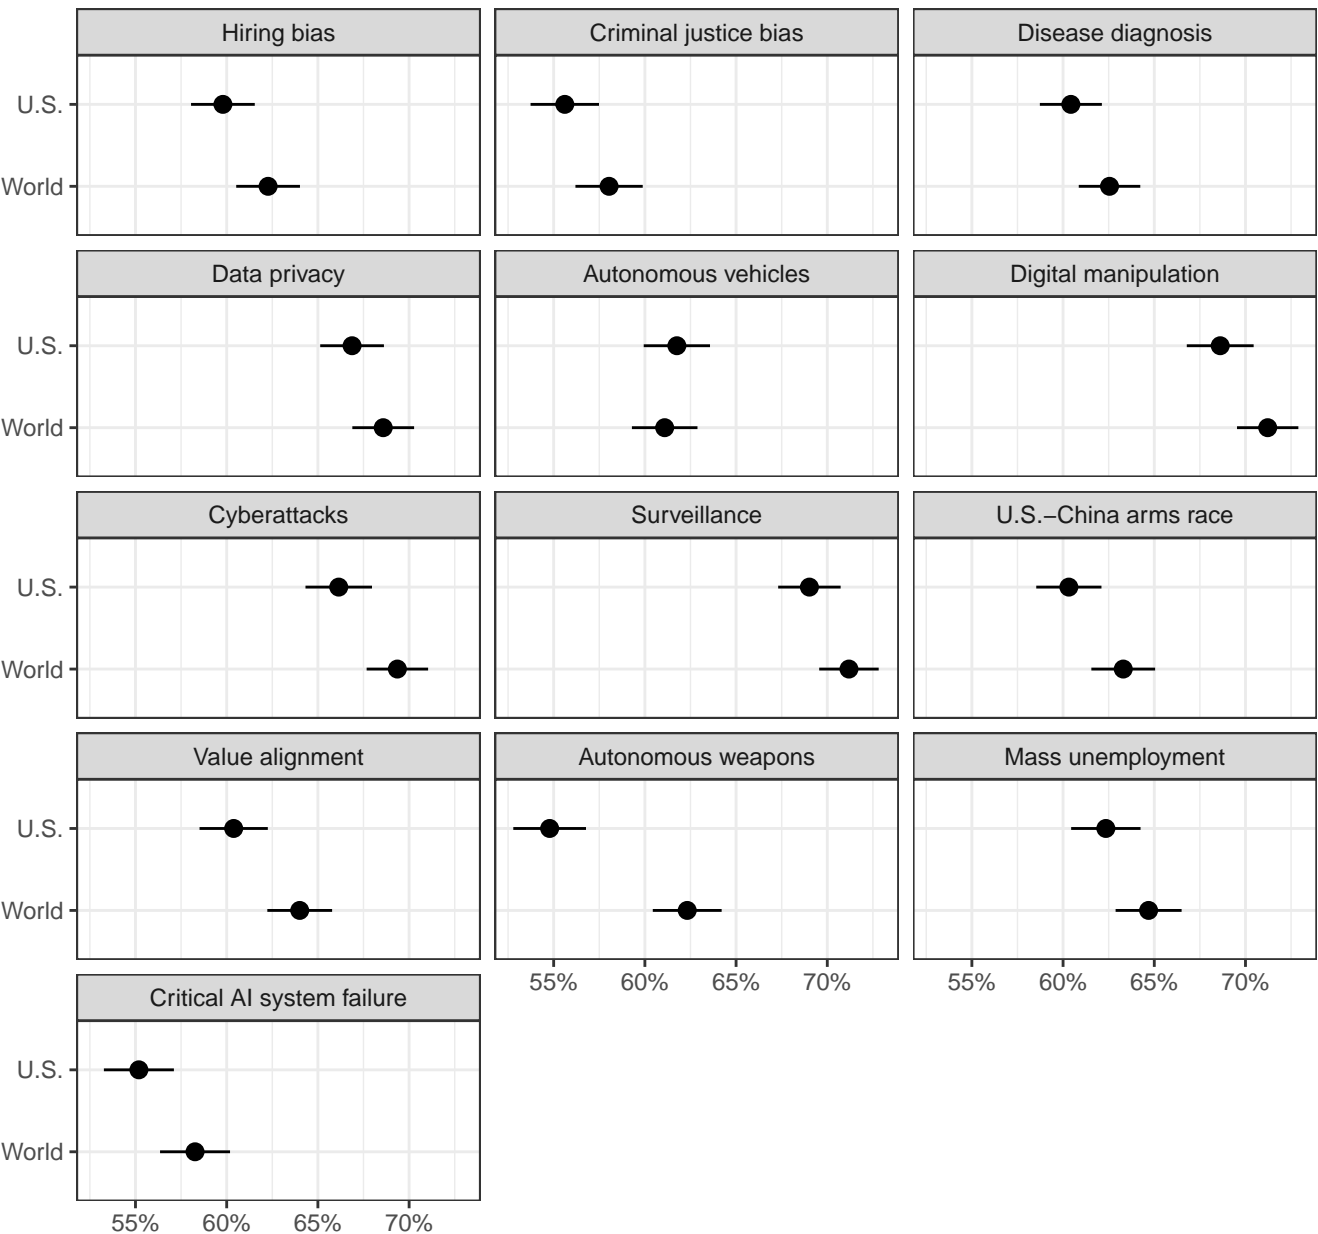 Hiring bias
Criminal justice bias
Disease diagnosis
U.S.
World
Data privacy
Autonomous vehicles
Digital manipulation
U.S.
World
Cyberattacks
Surveillance
U.S.−China arms race
U.S.
World
Value alignment
Autonomous weapons
Mass unemployment
U.S.
World
55% 60% 65% 70%
55% 60% 65% 70%
Critical AI system failure
U.S.
World
55% 60% 65% 70%